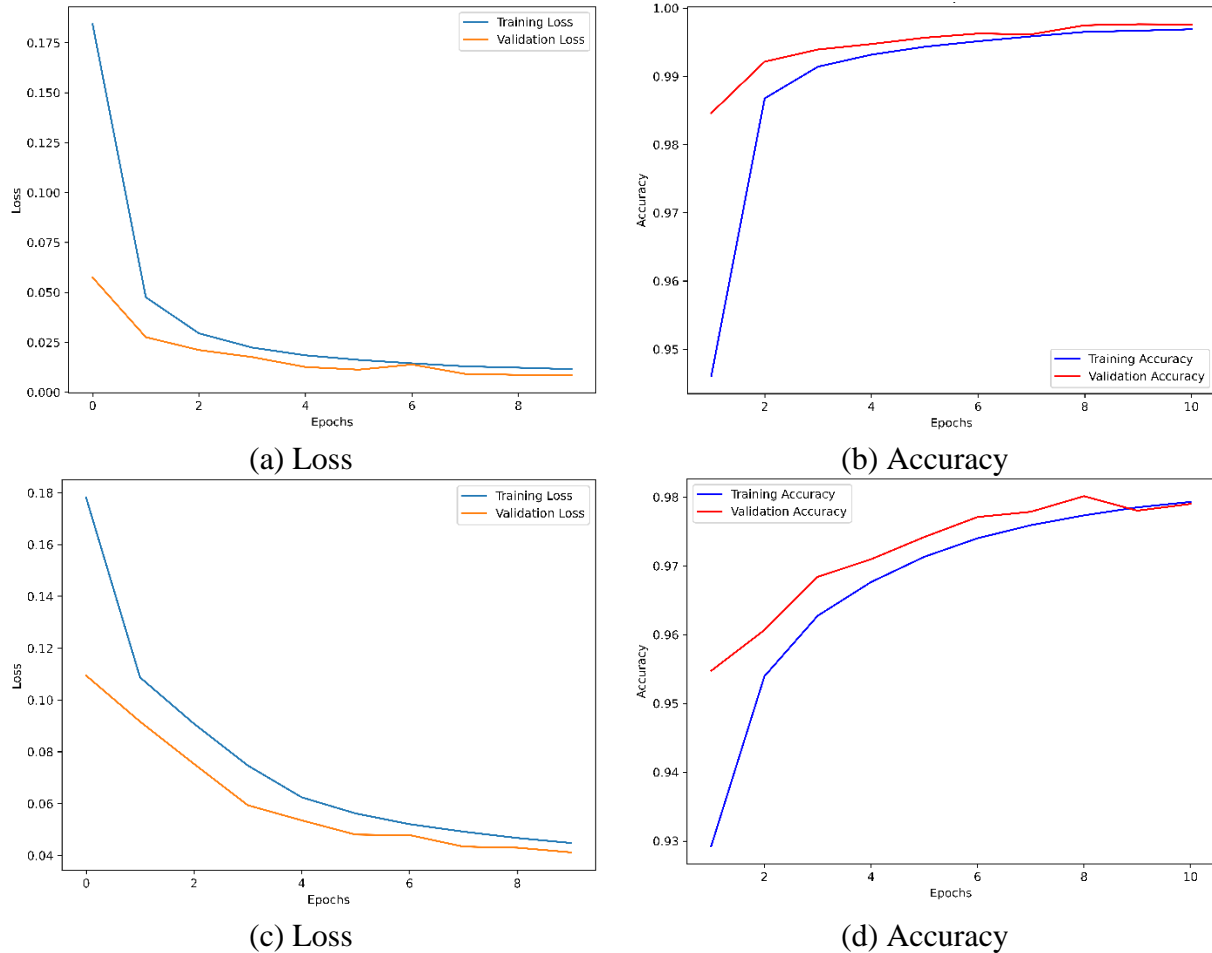 Training Loss
Validation Loss
0.175
0.150
0.125
0.100
0.075
0.050
0.025
0.000
Loss
0 2 4 6 8
Epochs
(a) Loss
1.00
0.99
0.98
0.97
0.96
0.95
Accuracy
Training Accuracy
Validation Accuracy
2 4 6 8 10
Epochs
(b) Accuracy
Training Loss
Validation Loss
0.18
0.16
0.14
0.12
0.10
0.08
0.06
0.04
Loss
0 2 4 6 8
Epochs
(c) Loss
Training Accuracy
Validation Accuracy
0.98
0.97
0.96
0.95
0.94
0.93
Accuracy
2 4 6 8 10
Epochs
(d) Accuracy